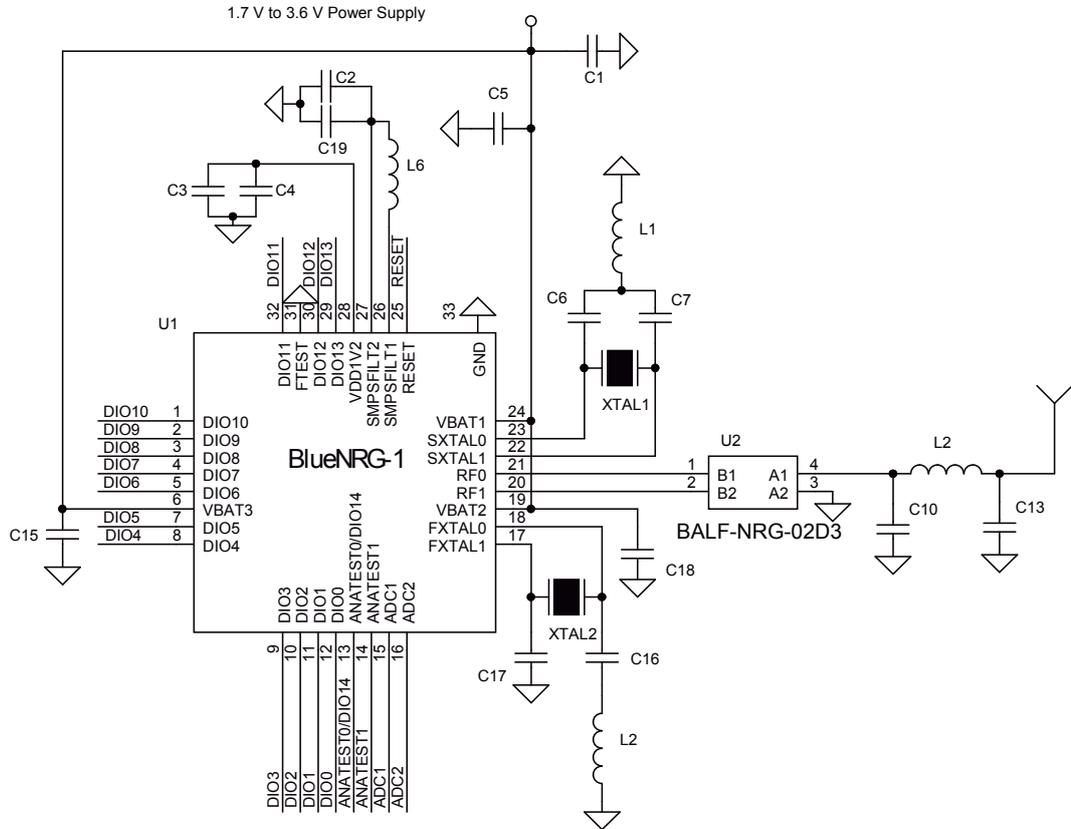 1.7 V to 3.6 V Power Supply
C1
C2
C5
C19
L6
C3
C4
L1
C6
C7
XTAL1
DIO11
DIO12
DIO13
RESET
32
31
30
29
28
27
26
25
33
U1
DIO11
FTEST
DIO12
DIO13
VDD1V2
SMPSFILT2
SMPSFILT1
RESET
GND
BlueNRG-1
DIO10 1 DIO10
DIO9 2 DIO9
DIO8 3 DIO8
DIO7 4 DIO7
DIO6 5 DIO6
6 VBAT3
DIO5 7 DIO5
DIO4 8 DIO4
C15
VBAT1 24
SXTAL0 23
SXTAL1 22
RF0 21
RF1 20
VBAT2 19
FXTAL0 18
FXTAL1 17
U2
1 B1 A1 4
2 B2 A2 3
BALF-NRG-02D3
L2
C10
C13
C18
XTAL2
C17
C16
L2
DIO3
DIO2
DIO1
DIO0
ANATEST0/DIO14
ANATEST1
ADC1
ADC2
9
10
11
12
13
14
15
16
DIO3
DIO2
DIO1
DIO0
ANATEST0/DIO14
ANATEST1
ADC1
ADC2